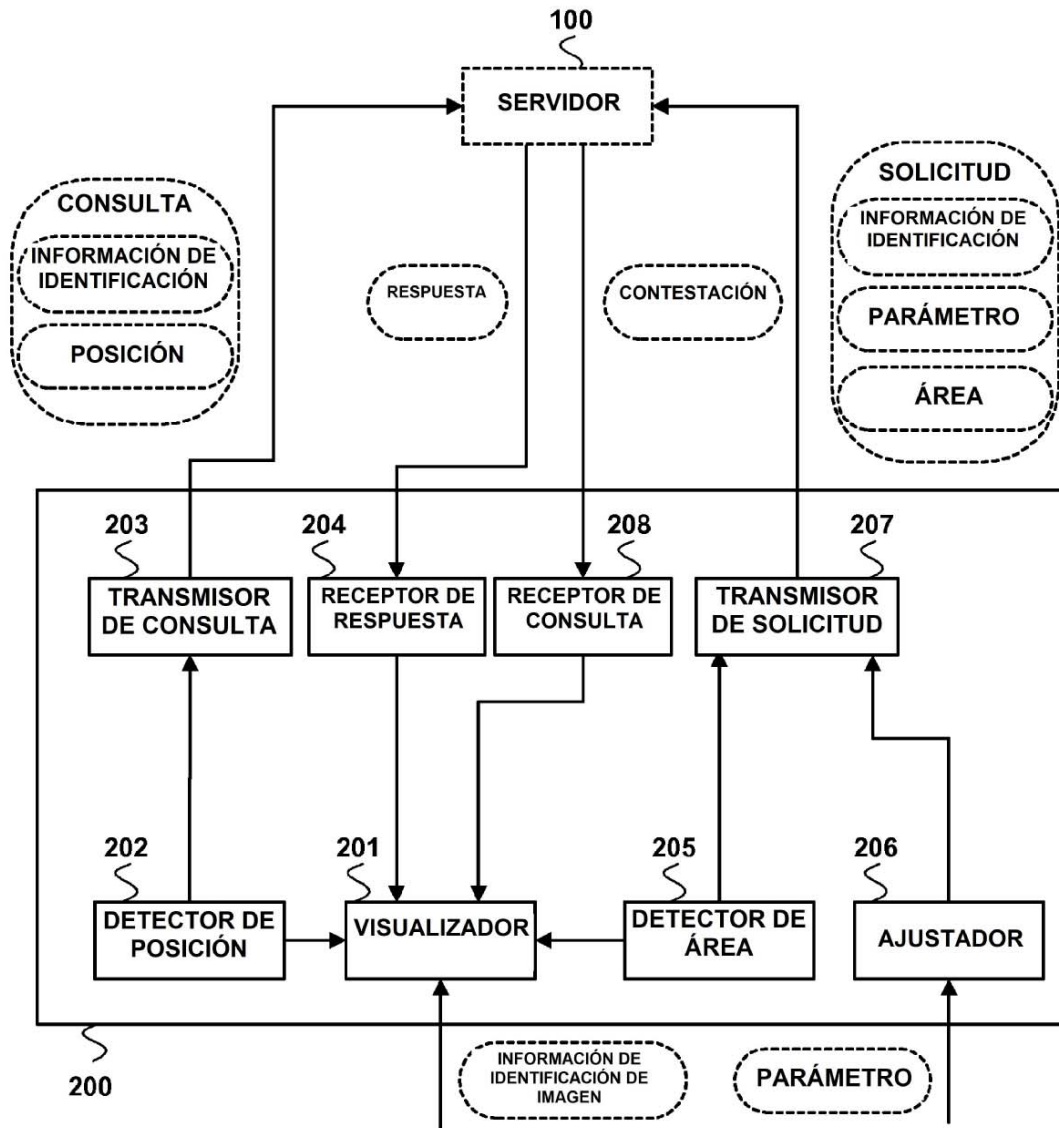 100
SERVIDOR
CONSULTA
INFORMACIÓN DE
IDENTIFICACIÓN
POSICIÓN
RESPUESTA
CONTESTACIÓN
SOLICITUD
INFORMACIÓN DE
IDENTIFICACIÓN
PARÁMETRO
ÁREA
203
204
208
207
TRANSMISOR
DE CONSULTA
RECEPTOR DE
RESPUESTA
RECEPTOR DE
CONSULTA
TRANSMISOR
DE SOLICITUD
202
201
205
206
DETECTOR DE
POSICIÓN
VISUALIZADOR
DETECTOR DE
ÁREA
AJUSTADOR
200
INFORMACIÓN DE
IDENTIFICACIÓN DE
IMAGEN
PARÁMETRO